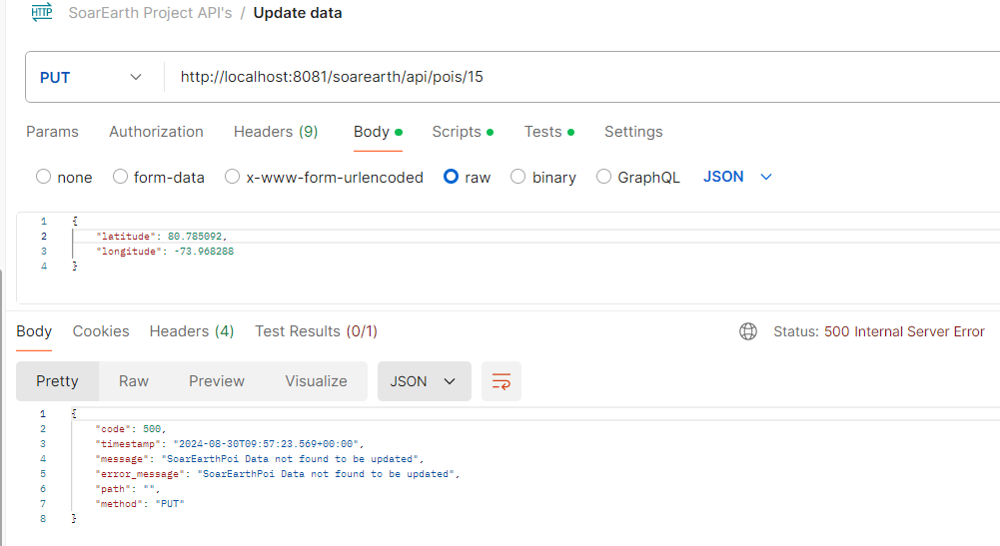 HTTP SoarEarth Project API's / Update data
PUT http://localhost:8081/soarearth/api/pois/15
Params Authorization Headers (9) Body Scripts Tests Settings
none form-data x-www-form-urlencoded raw binary GraphQL JSON
1 {
2 "latitude": 80.785092,
3 "longitude": -73.968288
4 }
Body Cookies Headers (4) Test Results (0/1) Status: 500 Internal Server Error
Pretty Raw Preview Visualize JSON
1 {
2 "code": 500,
3 "timestamp": "2024-08-30T09:57:23.569+00:00",
4 "message": "SoarEarthPoi Data not found to be updated",
5 "error_message": "SoarEarthPoi Data not found to be updated",
6 "path": "",
7 "method": "PUT"
8 }